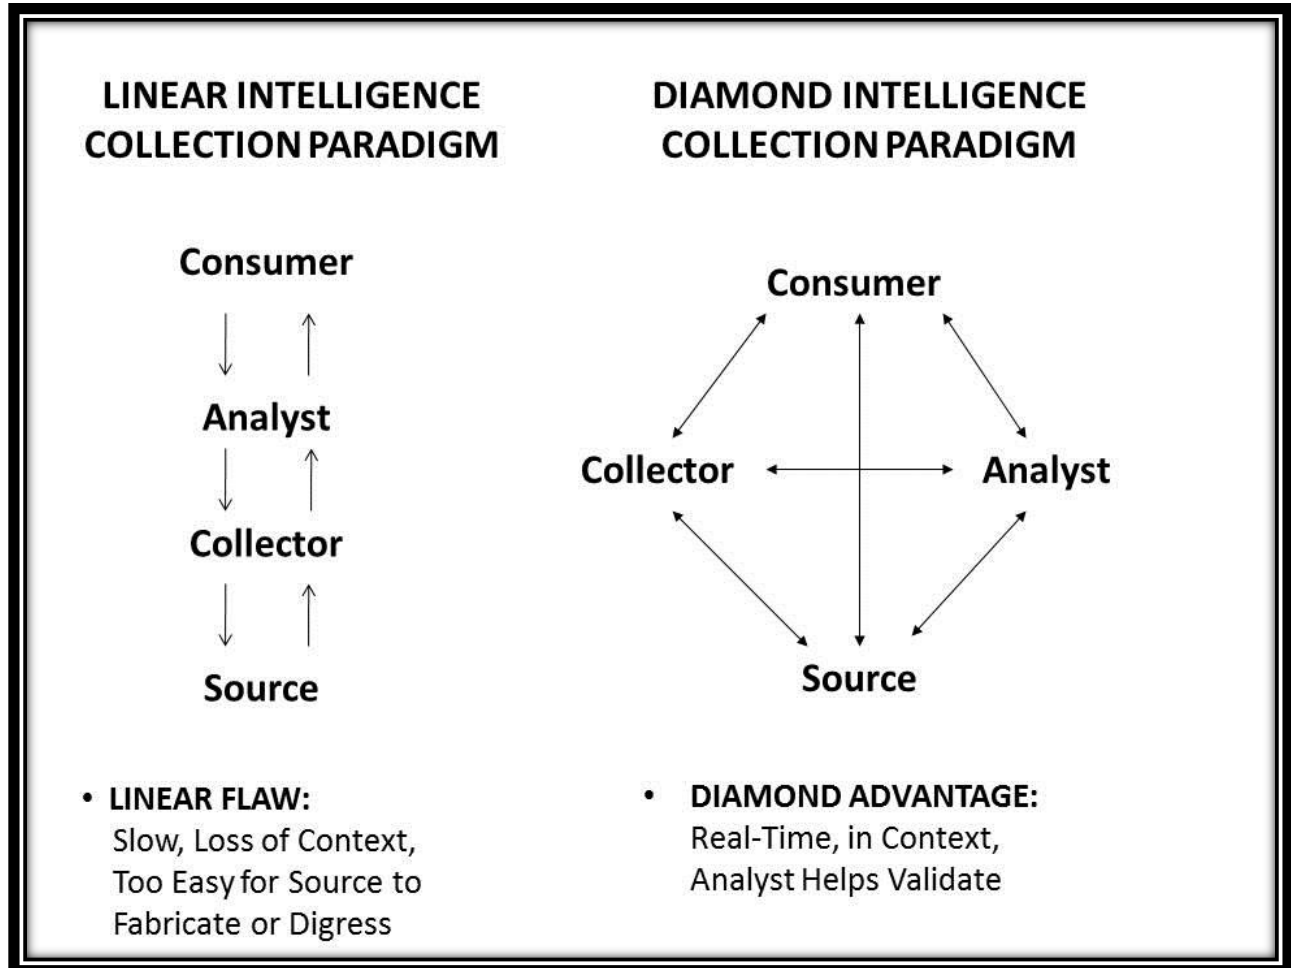 LINEAR INTELLIGENCE
COLLECTION PARADIGM
Consumer
Analyst
Collector
Source
• LINEAR FLAW:
Slow, Loss of Context,
Too Easy for Source to
Fabricate or Digress
DIAMOND INTELLIGENCE
COLLECTION PARADIGM
Consumer
Collector
Analyst
Source
• DIAMOND ADVANTAGE:
Real-Time, in Context,
Analyst Helps Validate